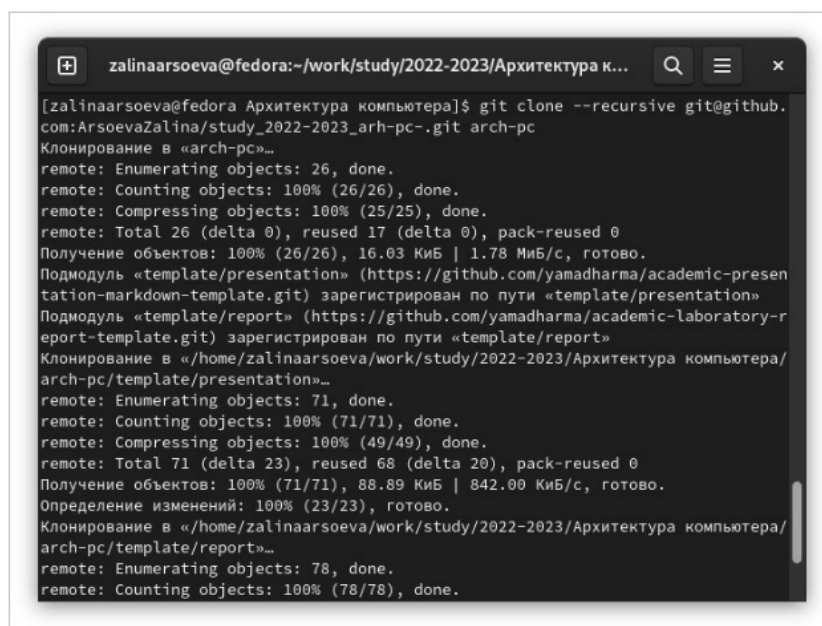 zalinaarsoeva@fedora:~/work/study/2022-2023/Архитектура к...
[zalinaarsoeva@fedora Архитектура компьютера]$ git clone --recursive git@github.
com:ArsoevaZalina/study_2022-2023_arh-pc-.git arch-pc
Клонирование в «arch-pc»…
remote: Enumerating objects: 26, done.
remote: Counting objects: 100% (26/26), done.
remote: Compressing objects: 100% (25/25), done.
remote: Total 26 (delta 0), reused 17 (delta 0), pack-reused 0
Получение объектов: 100% (26/26), 16.03 КиБ | 1.78 МиБ/с, готово.
Подмодуль «template/presentation» (https://github.com/yamadharma/academic-presen
tation-markdown-template.git) зарегистрирован по пути «template/presentation»
Подмодуль «template/report» (https://github.com/yamadharma/academic-laboratory-r
eport-template.git) зарегистрирован по пути «template/report»
Клонирование в «/home/zalinaarsoeva/work/study/2022-2023/Архитектура компьютера/
arch-pc/template/presentation»…
remote: Enumerating objects: 71, done.
remote: Counting objects: 100% (71/71), done.
remote: Compressing objects: 100% (49/49), done.
remote: Total 71 (delta 23), reused 68 (delta 20), pack-reused 0
Получение объектов: 100% (71/71), 88.89 КиБ | 842.00 КиБ/с, готово.
Определение изменений: 100% (23/23), готово.
Клонирование в «/home/zalinaarsoeva/work/study/2022-2023/Архитектура компьютера/
arch-pc/template/report»…
remote: Enumerating objects: 78, done.
remote: Counting objects: 100% (78/78), done.